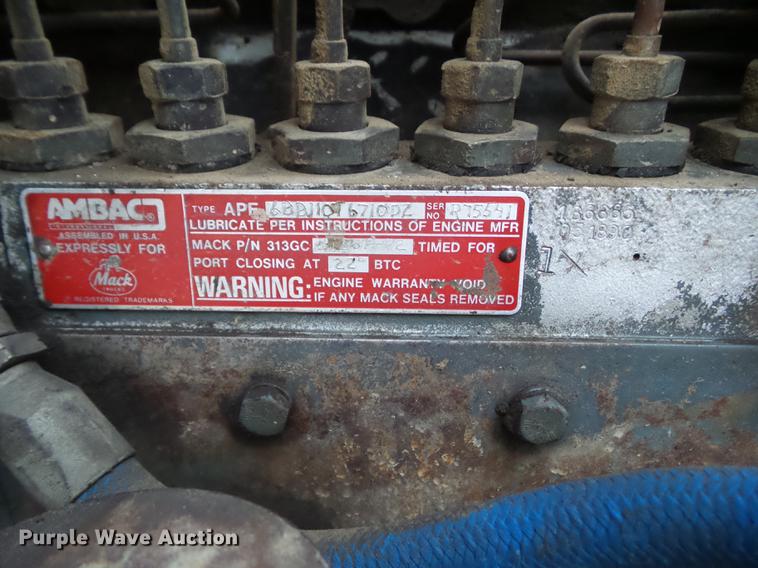 AMBAC®
INTERNATIONAL
ASSEMBLED IN U.S.A.
EXPRESSLY FOR
Mack
TRUCKS
REGISTERED TRADEMARKS
TYPE APE
SER NO
LUBRICATE PER INSTRUCTIONS OF ENGINE MFR
MACK P/N 313GC TIMED FOR
PORT CLOSING AT 22° BTC
WARNING: ENGINE WARRANTY VOID
IF ANY MACK SEALS REMOVED
1X
Purple Wave Auction